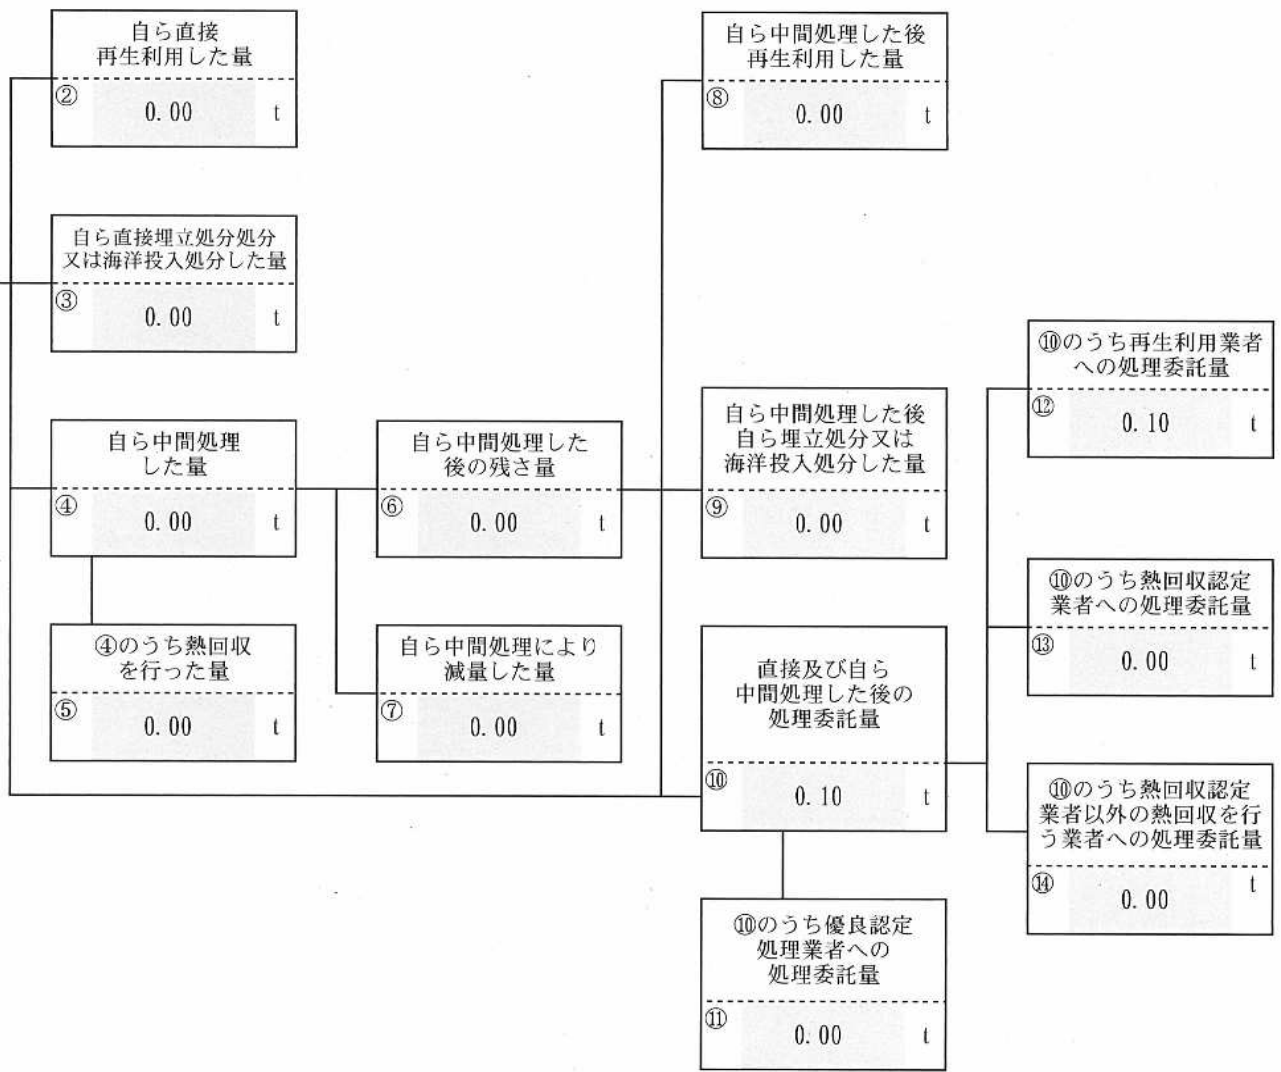 自ら直接
再生利用した量
② 0.00 t
自ら直接埋立処分処分
又は海洋投入処分した量
③ 0.00 t
自ら中間処理
した量
④ 0.00 t
④のうち熱回収
を行った量
⑤ 0.00 t
自ら中間処理した
後の残さ量
⑥ 0.00 t
自ら中間処理により
減量した量
⑦ 0.00 t
自ら中間処理した後
再生利用した量
⑧ 0.00 t
自ら中間処理した後
自ら埋立処分又は
海洋投入処分した量
⑨ 0.00 t
直接及び自ら
中間処理した後の
処理委託量
⑩ 0.10 t
⑩のうち優良認定
処理業者への
処理委託量
⑪ 0.00 t
⑩のうち再生利用業者
への処理委託量
⑫ 0.10 t
⑩のうち熱回収認定
業者への処理委託量
⑬ 0.00 t
⑩のうち熱回収認定
業者以外の熱回収を行
う業者への処理委託量
⑭ 0.00 t